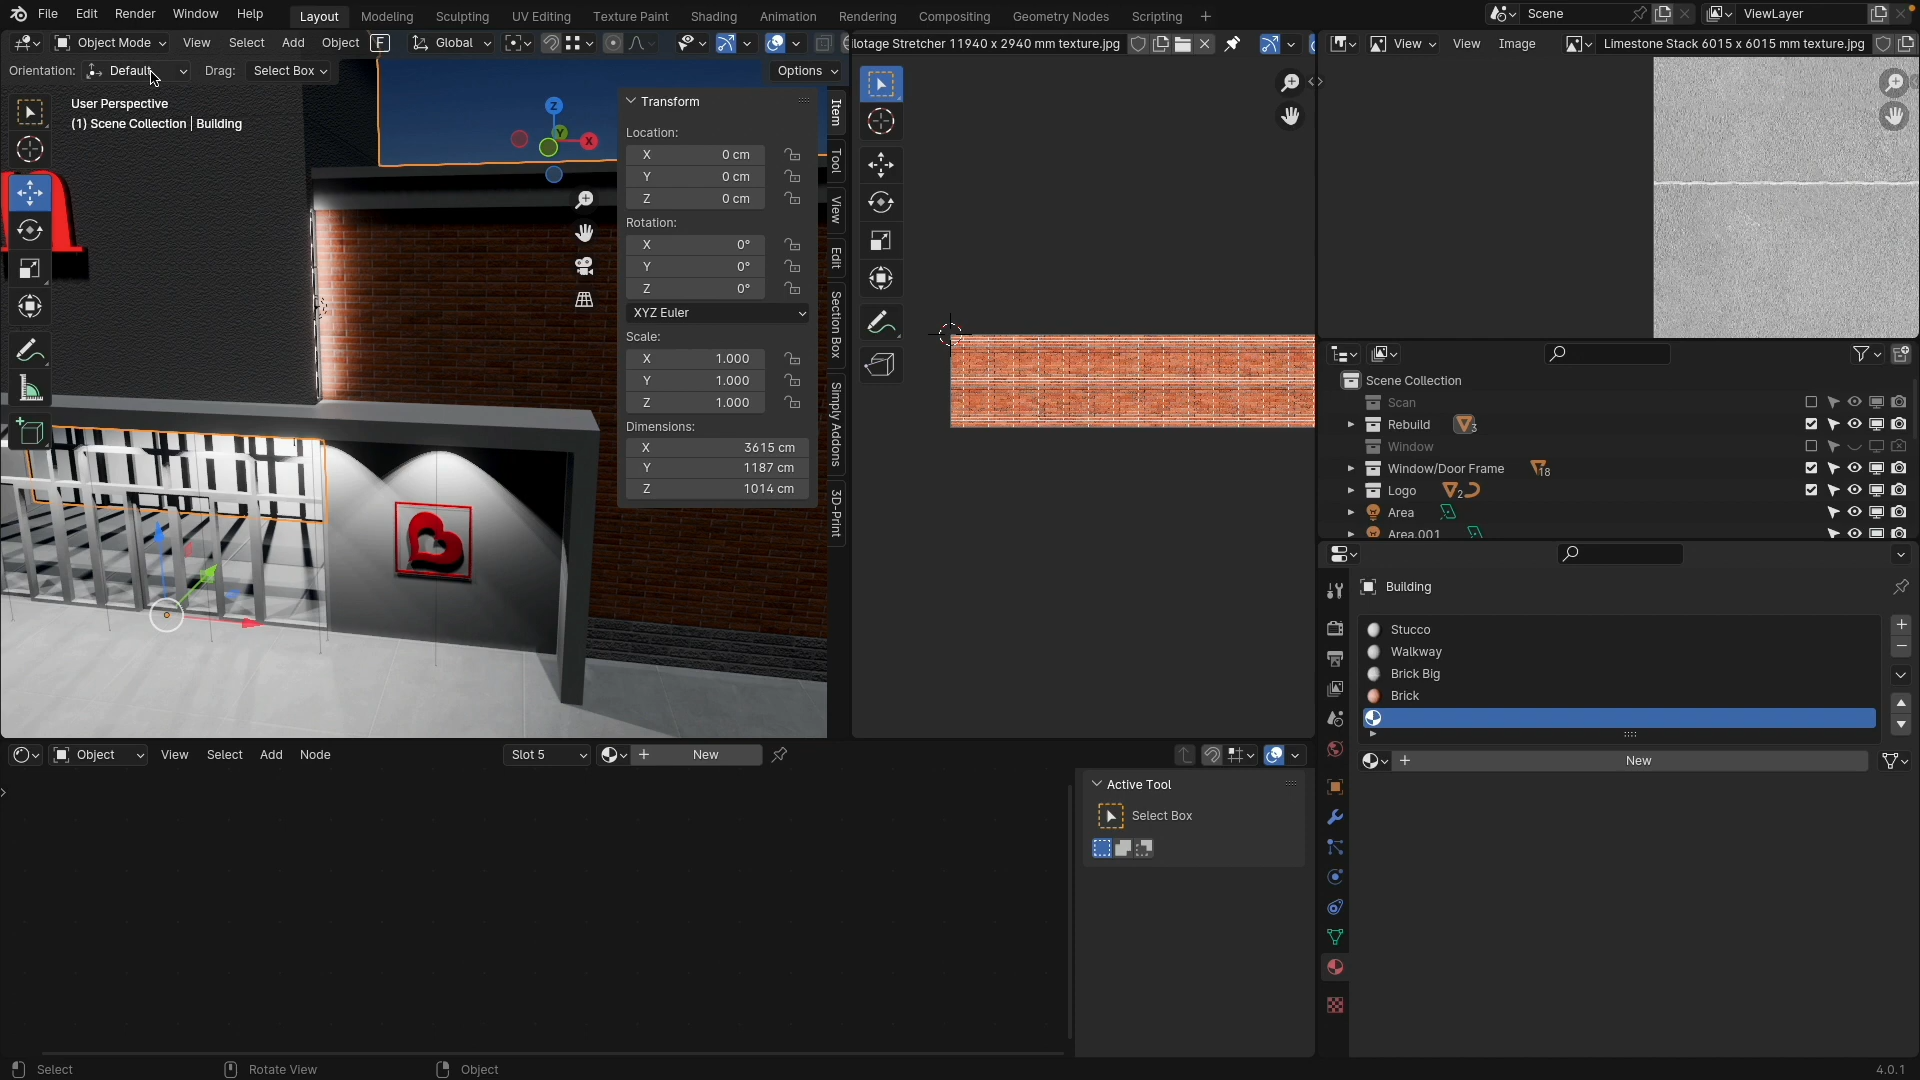 File Edit Render Window Help Layout Modeling Sculpting UV Editing Texture Paint Shading Animation Rendering Compositing Geometry Nodes Scripting + Scene ViewLayer
Object Mode View Select Add Object F Global
Orientation: Default Drag: Select Box Options
User Perspective
(1) Scene Collection | Building
Z
Y
X
Transform
Location:
X 0 cm
Y 0 cm
Z 0 cm
Rotation:
X 0°
Y 0°
Z 0°
XYZ Euler
Scale:
X 1.000
Y 1.000
Z 1.000
Dimensions:
X 3615 cm
Y 1187 cm
Z 1014 cm
Item
Tool
View
Edit
Section Box
Simply Addons
3D-Print
ilotage Stretcher 11940 x 2940 mm texture.jpg
View View Image Limestone Stack 6015 x 6015 mm texture.jpg
Scene Collection
Scan
Rebuild 3
Window
Window/Door Frame 18
Logo 2
Area
Area.001
Building
Stucco
Walkway
Brick Big
Brick
+ New
Object View Select Add Node Slot 5 + New
Active Tool
Select Box
Select Rotate View Object 4.0.1